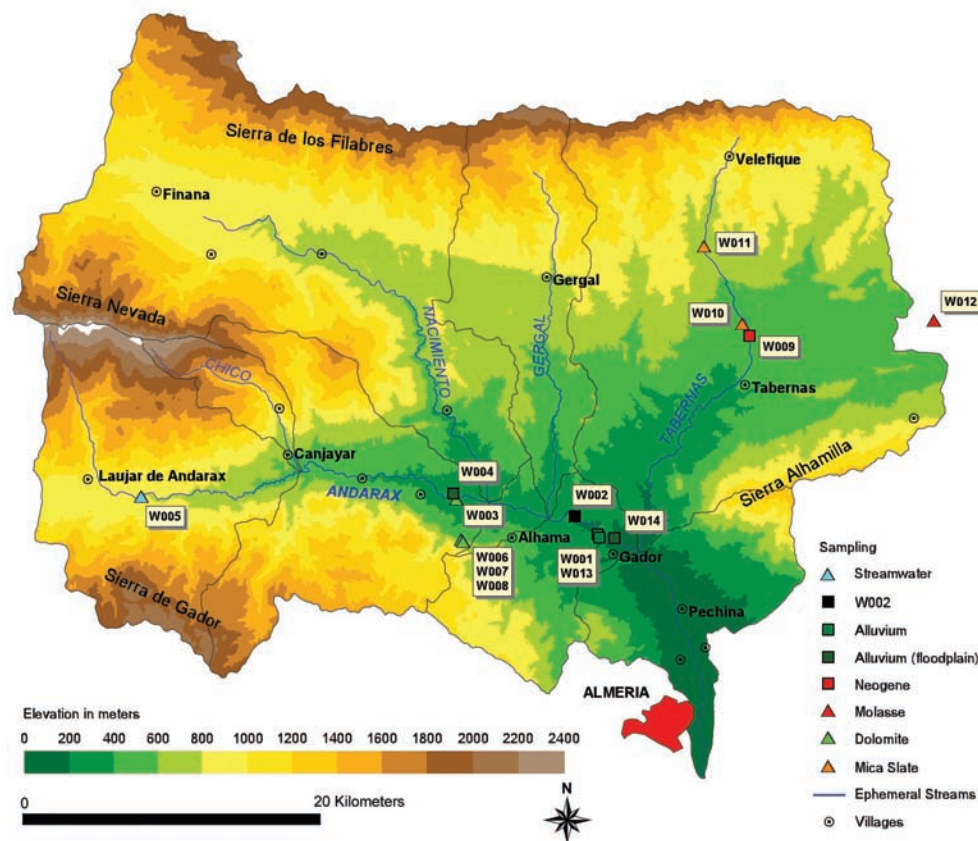 Sierra de los Filabres
Velefique
Finana
W011
Gergal
W012
Sierra Nevada
W010
NACIMIENTO
GERGAL
W009
CHICO
TABERNAS
Tabernas
Canjayar
Sierra Alhamilla
Laujar de Andarax
W004
ANDARAX
W002
W005
W003
W014
Alhama
W006
W007
W008
W001
W013
Gador
Sierra de Gador
Pechina
ALMERIA
Sampling
Streamwater
W002
Alluvium
Alluvium (floodplain)
Neogene
Molasse
Dolomite
Mica Slate
Ephemeral Streams
Villages
Elevation in meters
0 200 400 600 800 1000 1200 1400 1600 1800 2000 2200 2400
0 20 Kilometers
N